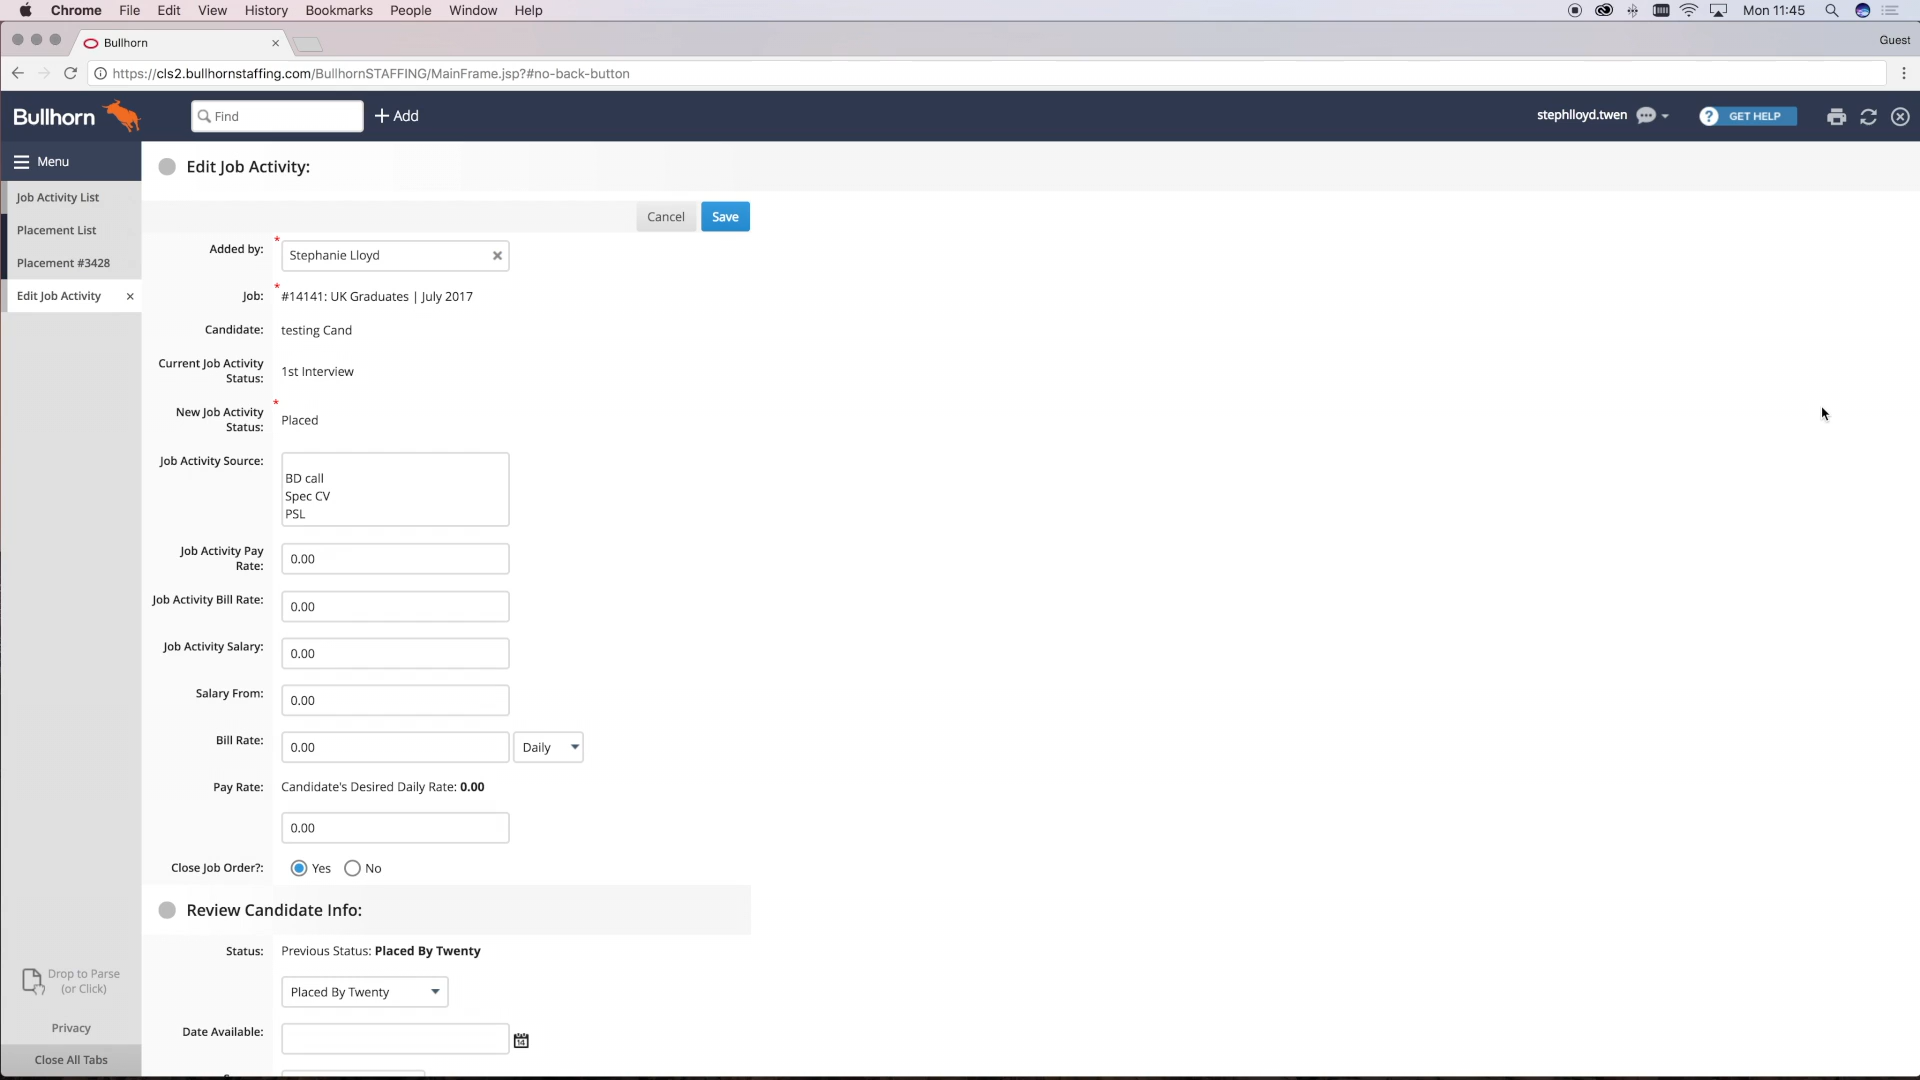 Chrome File Edit View History Bookmarks People Window Help Mon 11:45
Bullhorn Guest
https://cls2.bullhornstaffing.com/BullhornSTAFFING/MainFrame.jsp?#no-back-button
Bullhorn Find + Add stephlloyd.twen ? GET HELP
Menu
Edit Job Activity:
Job Activity List
Placement List
Placement #3428
Edit Job Activity
Cancel Save
Added by: * Stephanie Lloyd
Job: * #14141: UK Graduates | July 2017
Candidate: testing Cand
Current Job Activity
Status: 1st Interview
New Job Activity
Status: * Placed
Job Activity Source:
BD call
Spec CV
PSL
Job Activity Pay
Rate: 0.00
Job Activity Bill Rate: 0.00
Job Activity Salary: 0.00
Salary From: 0.00
Bill Rate: 0.00 Daily
Pay Rate: Candidate's Desired Daily Rate: 0.00
0.00
Close Job Order?: Yes No
Review Candidate Info:
Status: Previous Status: Placed By Twenty
Placed By Twenty
Date Available: 14
Drop to Parse
(or Click)
Privacy
Close All Tabs